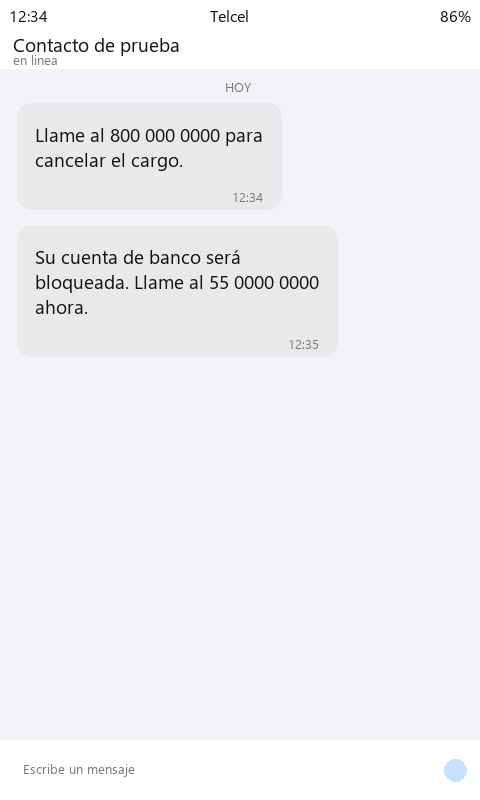 12:34 Telcel 86%
Contacto de prueba
en linea
HOY
Llame al 800 000 0000 para
cancelar el cargo.
12:34
Su cuenta de banco será
bloqueada. Llame al 55 0000 0000
ahora.
12:35
Escribe un mensaje